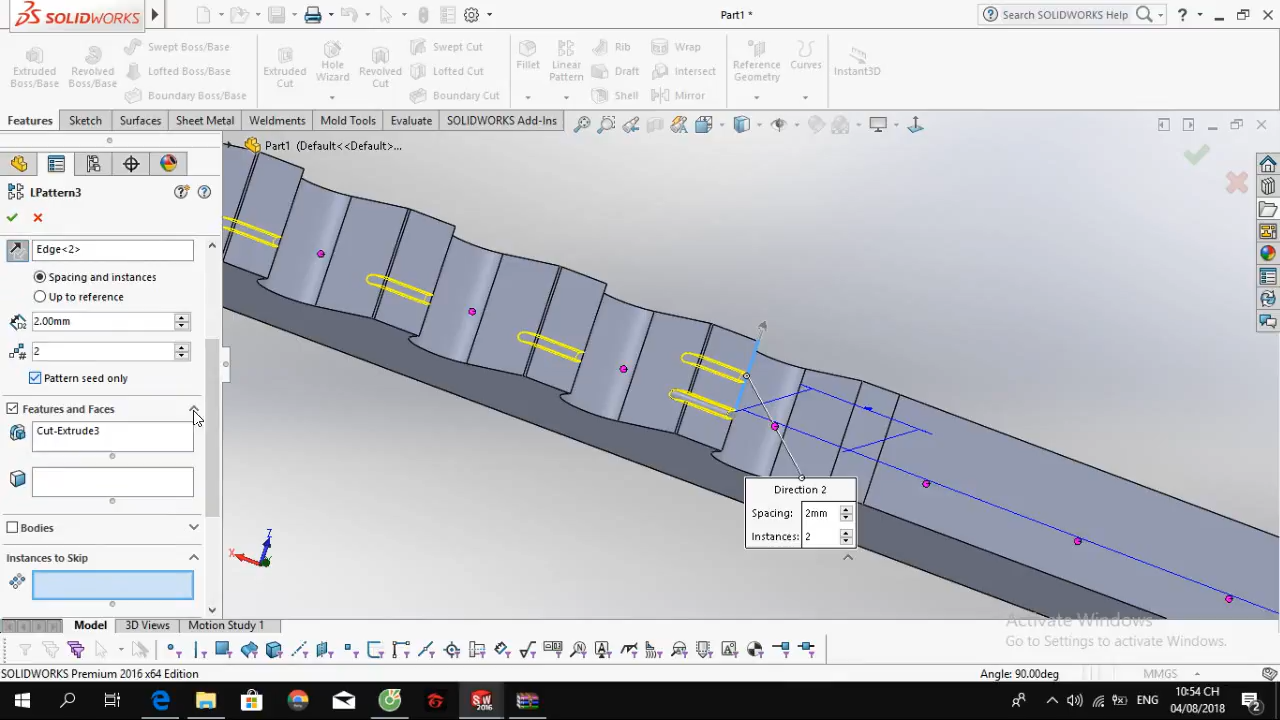 SOLIDWORKS
Part1 *
Search SOLIDWORKS Help
Extruded Boss/Base
Revolved Boss/Base
Swept Boss/Base
Lofted Boss/Base
Boundary Boss/Base
Extruded Cut
Hole Wizard
Revolved Cut
Swept Cut
Lofted Cut
Boundary Cut
Fillet
Linear Pattern
Rib
Draft
Shell
Wrap
Intersect
Mirror
Reference Geometry
Curves
Instant3D
Features
Sketch
Surfaces
Sheet Metal
Weldments
Mold Tools
Evaluate
SOLIDWORKS Add-Ins
Part1 (Default<<Default>...
LPattern3
Edge<2>
Spacing and instances
Up to reference
2.00mm
2
Pattern seed only
Features and Faces
Cut-Extrude3
Bodies
Instances to Skip
Direction 2
Spacing: 2mm
Instances: 2
Z
X
Model
3D Views
Motion Study 1
Activate Windows
Go to Settings to activate Windows.
SOLIDWORKS Premium 2016 x64 Edition
Angle: 90.00deg
MMGS
ENG
10:54 CH
04/08/2018